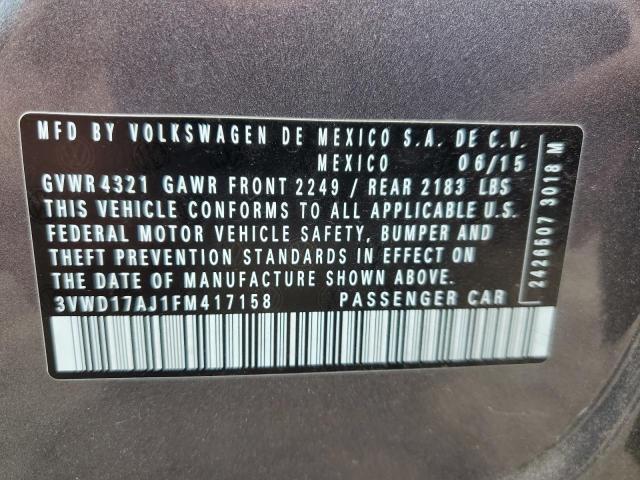 MFD BY VOLKSWAGEN DE MEXICO S.A. DE C.V.
MEXICO 06/15
GVWR 4321 GAWR FRONT 2249 / REAR 2183 LBS
THIS VEHICLE CONFORMS TO ALL APPLICABLE U.S.
FEDERAL MOTOR VEHICLE SAFETY, BUMPER AND
THEFT PREVENTION STANDARDS IN EFFECT ON
THE DATE OF MANUFACTURE SHOWN ABOVE.
3VWD17AJ1FM417158 PASSENGER CAR
2426607 3018 M